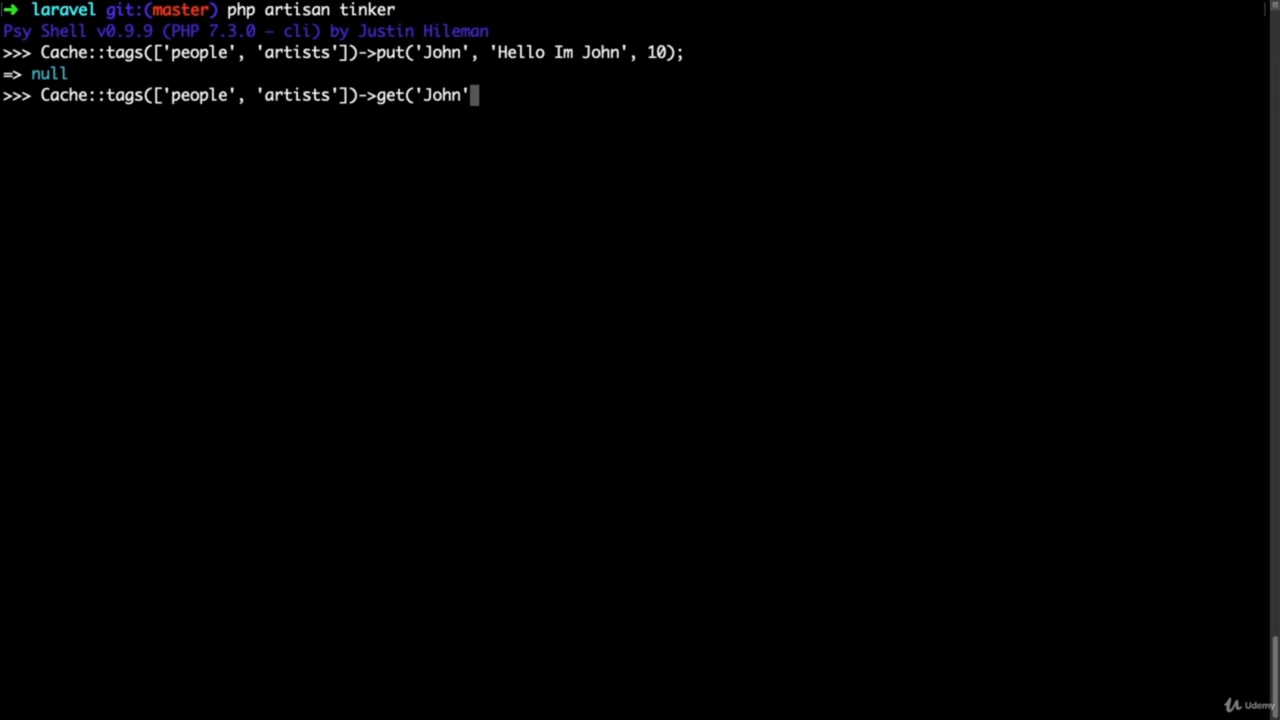 → laravel git:(master) php artisan tinker
Psy Shell v0.9.9 (PHP 7.3.0 — cli) by Justin Hileman
>>> Cache::tags(['people', 'artists'])->put('John', 'Hello Im John', 10);
=> null
>>> Cache::tags(['people', 'artists'])->get('John'
Udemy